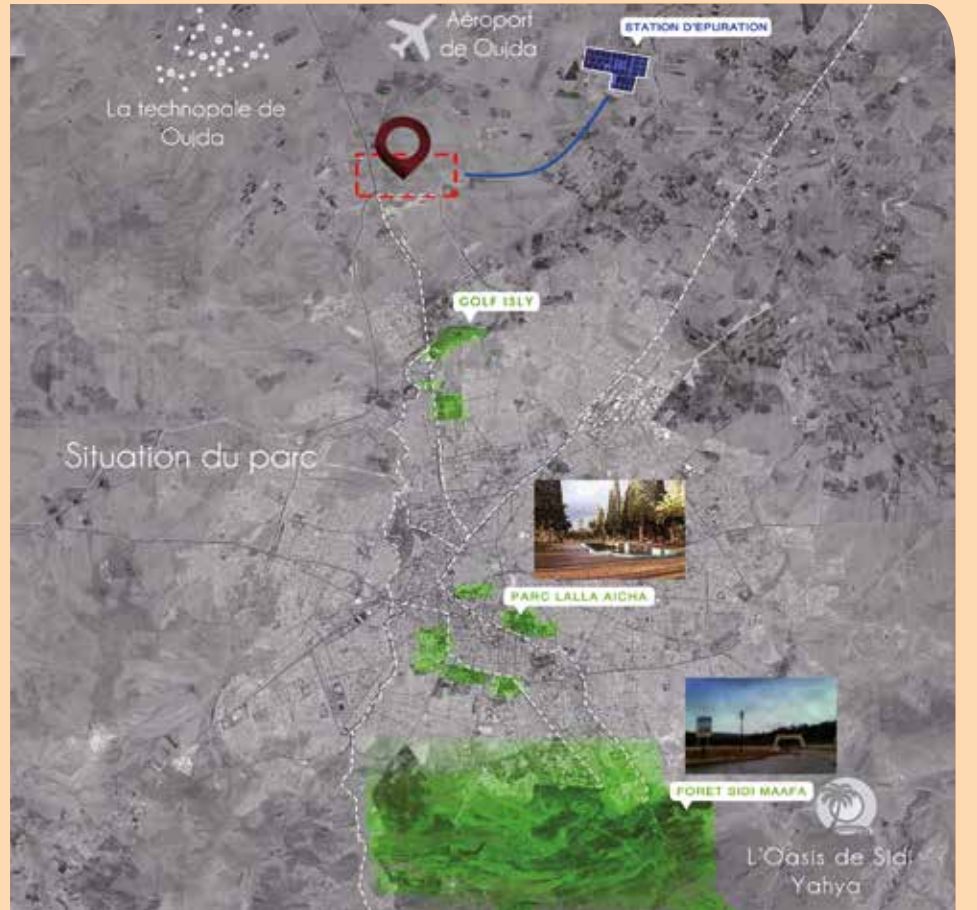 Aéroport
de Oujda
STATION D'EPURATION
La technopole de
Oujda
GOLF ISLY
Situation du parc
PARC LALLA AICHA
FORET SIDI MAAFA
L'Oasis de Sidi
Yahya